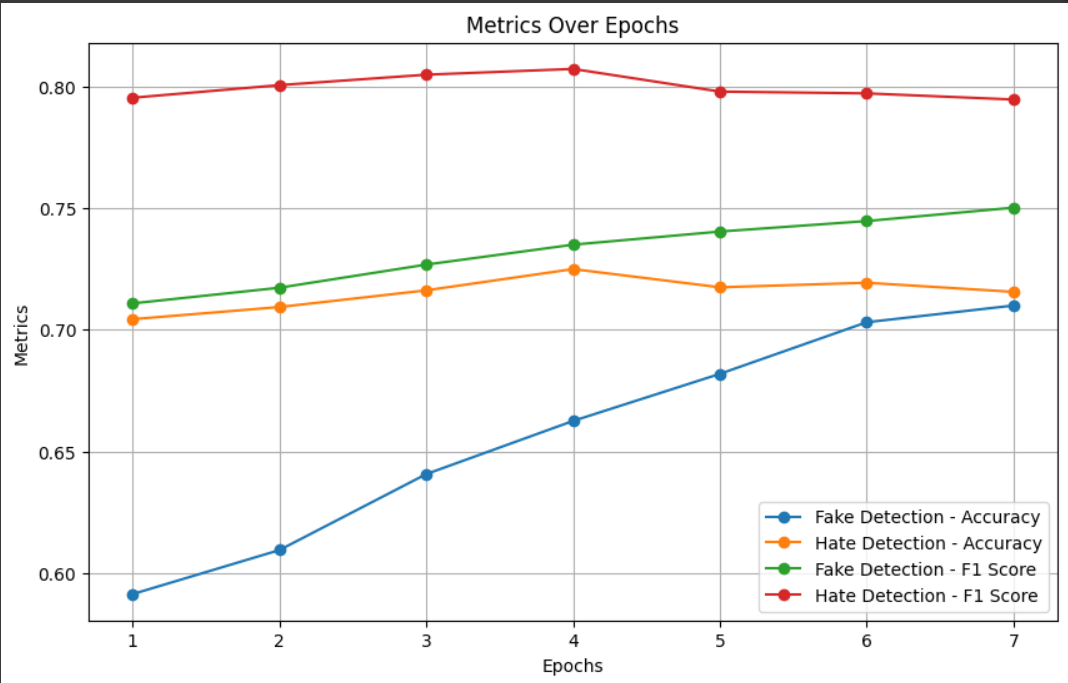 Metrics Over Epochs
Metrics
0.80
0.75
0.70
0.65
0.60
1 2 3 4 5 6 7
Epochs
Fake Detection - Accuracy
Hate Detection - Accuracy
Fake Detection - F1 Score
Hate Detection - F1 Score